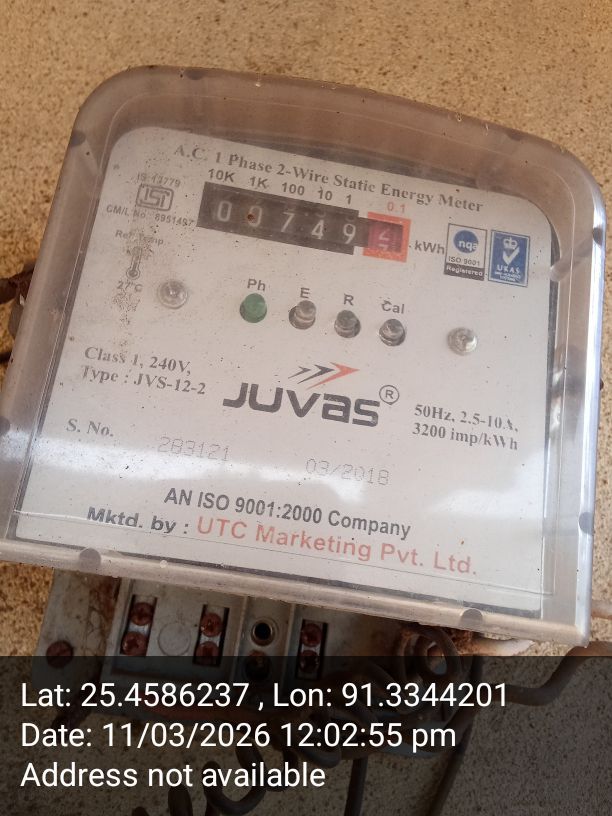 A.C. 1 Phase 2-Wire Static Energy Meter
IS 13779
10K 1K 100 10 1 0.1
ISI
CM/L No. 8951497
0 0 7 4 9
kWh
nqa
ISO 9001
Registered
UKAS
Ref. Temp.
27°C
Ph E R Cal
Class 1, 240V,
Type : JVS-12-2
JUVAS ®
50Hz, 2.5-10A,
3200 imp/kWh
S. No. 283121 03/2018
AN ISO 9001:2000 Company
Mktd. by : UTC Marketing Pvt. Ltd.
Lat: 25.4586237 , Lon: 91.3344201
Date: 11/03/2026 12:02:55 pm
Address not available